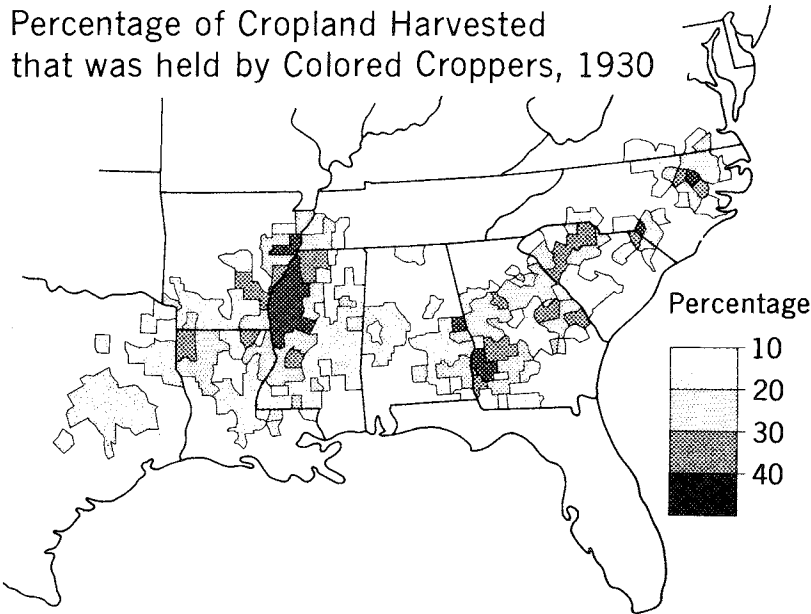 Percentage of Cropland Harvested
that was held by Colored Croppers, 1930
Percentage
10
20
30
40